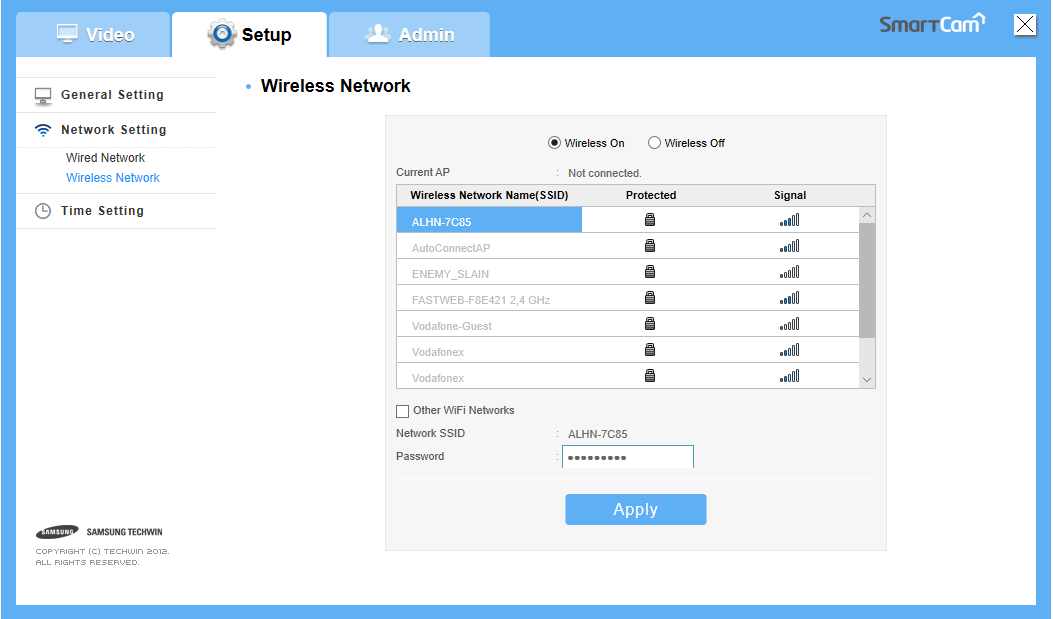 Video
Setup
Admin
SmartCam
General Setting
Network Setting
Wired Network
Wireless Network
Time Setting
Wireless Network
Wireless On
Wireless Off
Current AP : Not connected.
Wireless Network Name(SSID) Protected Signal
ALHN-7C85
AutoConnectAP
ENEMY_SLAIN
FASTWEB-F8E421 2,4 GHz
Vodafone-Guest
Vodafonex
Vodafonex
Other WiFi Networks
Network SSID : ALHN-7C85
Password : •••••••••
Apply
SAMSUNG SAMSUNG TECHWIN
COPYRIGHT (C) TECHWIN 2012.
ALL RIGHTS RESERVED.